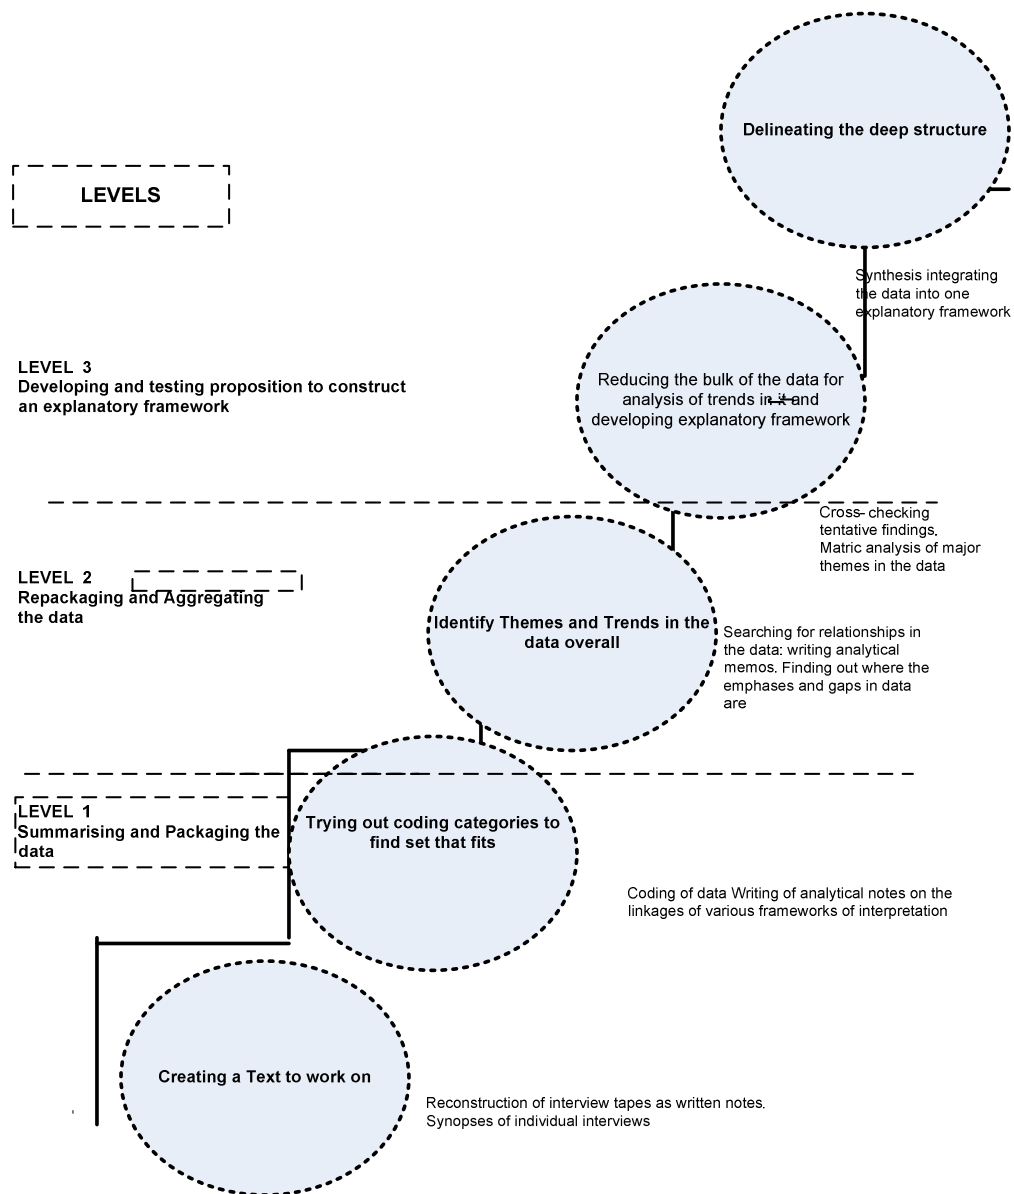 Delineating the deep structure
LEVELS
Synthesis integrating
the data into one
explanatory framework
LEVEL 3
Developing and testing proposition to construct
an explanatory framework
Reducing the bulk of the data for
analysis of trends in it and
developing explanatory framework
Cross-checking
tentative findings.
Matric analysis of major
themes in the data
LEVEL 2
Repackaging and Aggregating
the data
Identify Themes and Trends in the
data overall
Searching for relationships in
the data: writing analytical
memos. Finding out where the
emphases and gaps in data
are
LEVEL 1
Summarising and Packaging the
data
Trying out coding categories to
find set that fits
Coding of data Writing of analytical notes on the
linkages of various frameworks of interpretation
Creating a Text to work on
Reconstruction of interview tapes as written notes.
Synopses of individual interviews